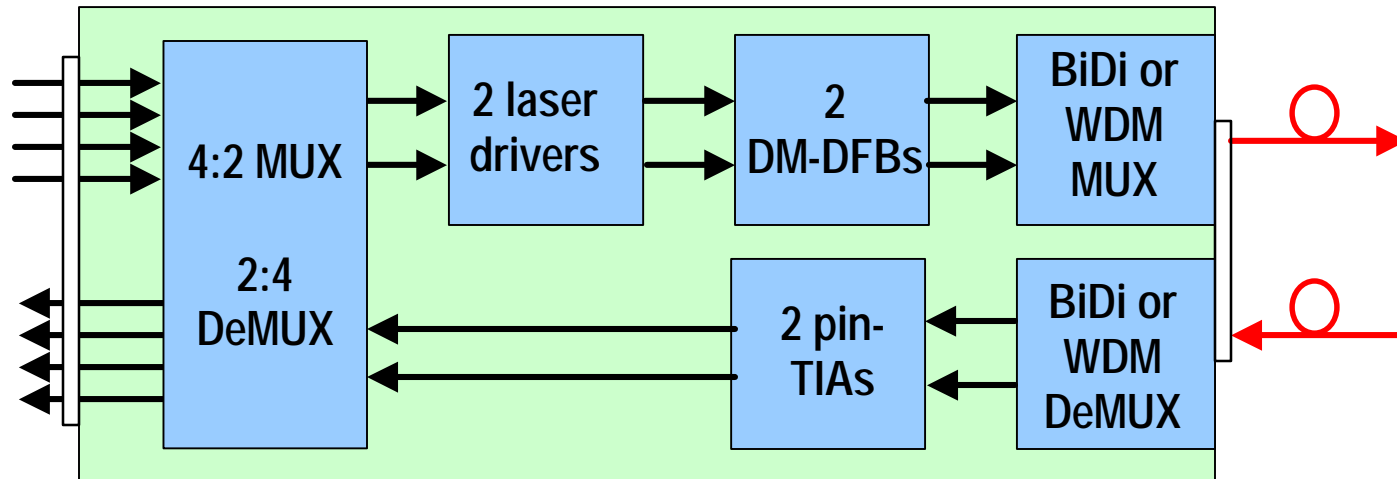 4:2 MUX
2:4
DeMUX
2 laser
drivers
2
DM-DFBs
BiDi or
WDM
MUX
2 pin-
TIAs
BiDi or
WDM
DeMUX